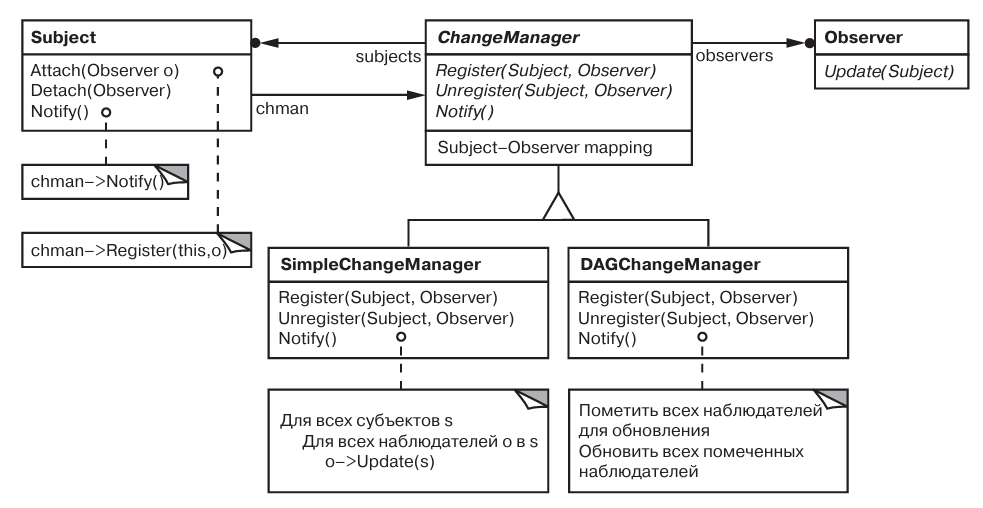 Subject
Attach(Observer o)
Detach(Observer)
Notify()
chman->Notify()
chman->Register(this,o)
subjects
chman
ChangeManager
Register(Subject, Observer)
Unregister(Subject, Observer)
Notify()
Subject-Observer mapping
observers
Observer
Update(Subject)
SimpleChangeManager
Register(Subject, Observer)
Unregister(Subject, Observer)
Notify()
Для всех субъектов s
Для всех наблюдателей o в s
o->Update(s)
DAGChangeManager
Register(Subject, Observer)
Unregister(Subject, Observer)
Notify()
Пометить всех наблюдателей
для обновления
Обновить всех помеченных
наблюдателей